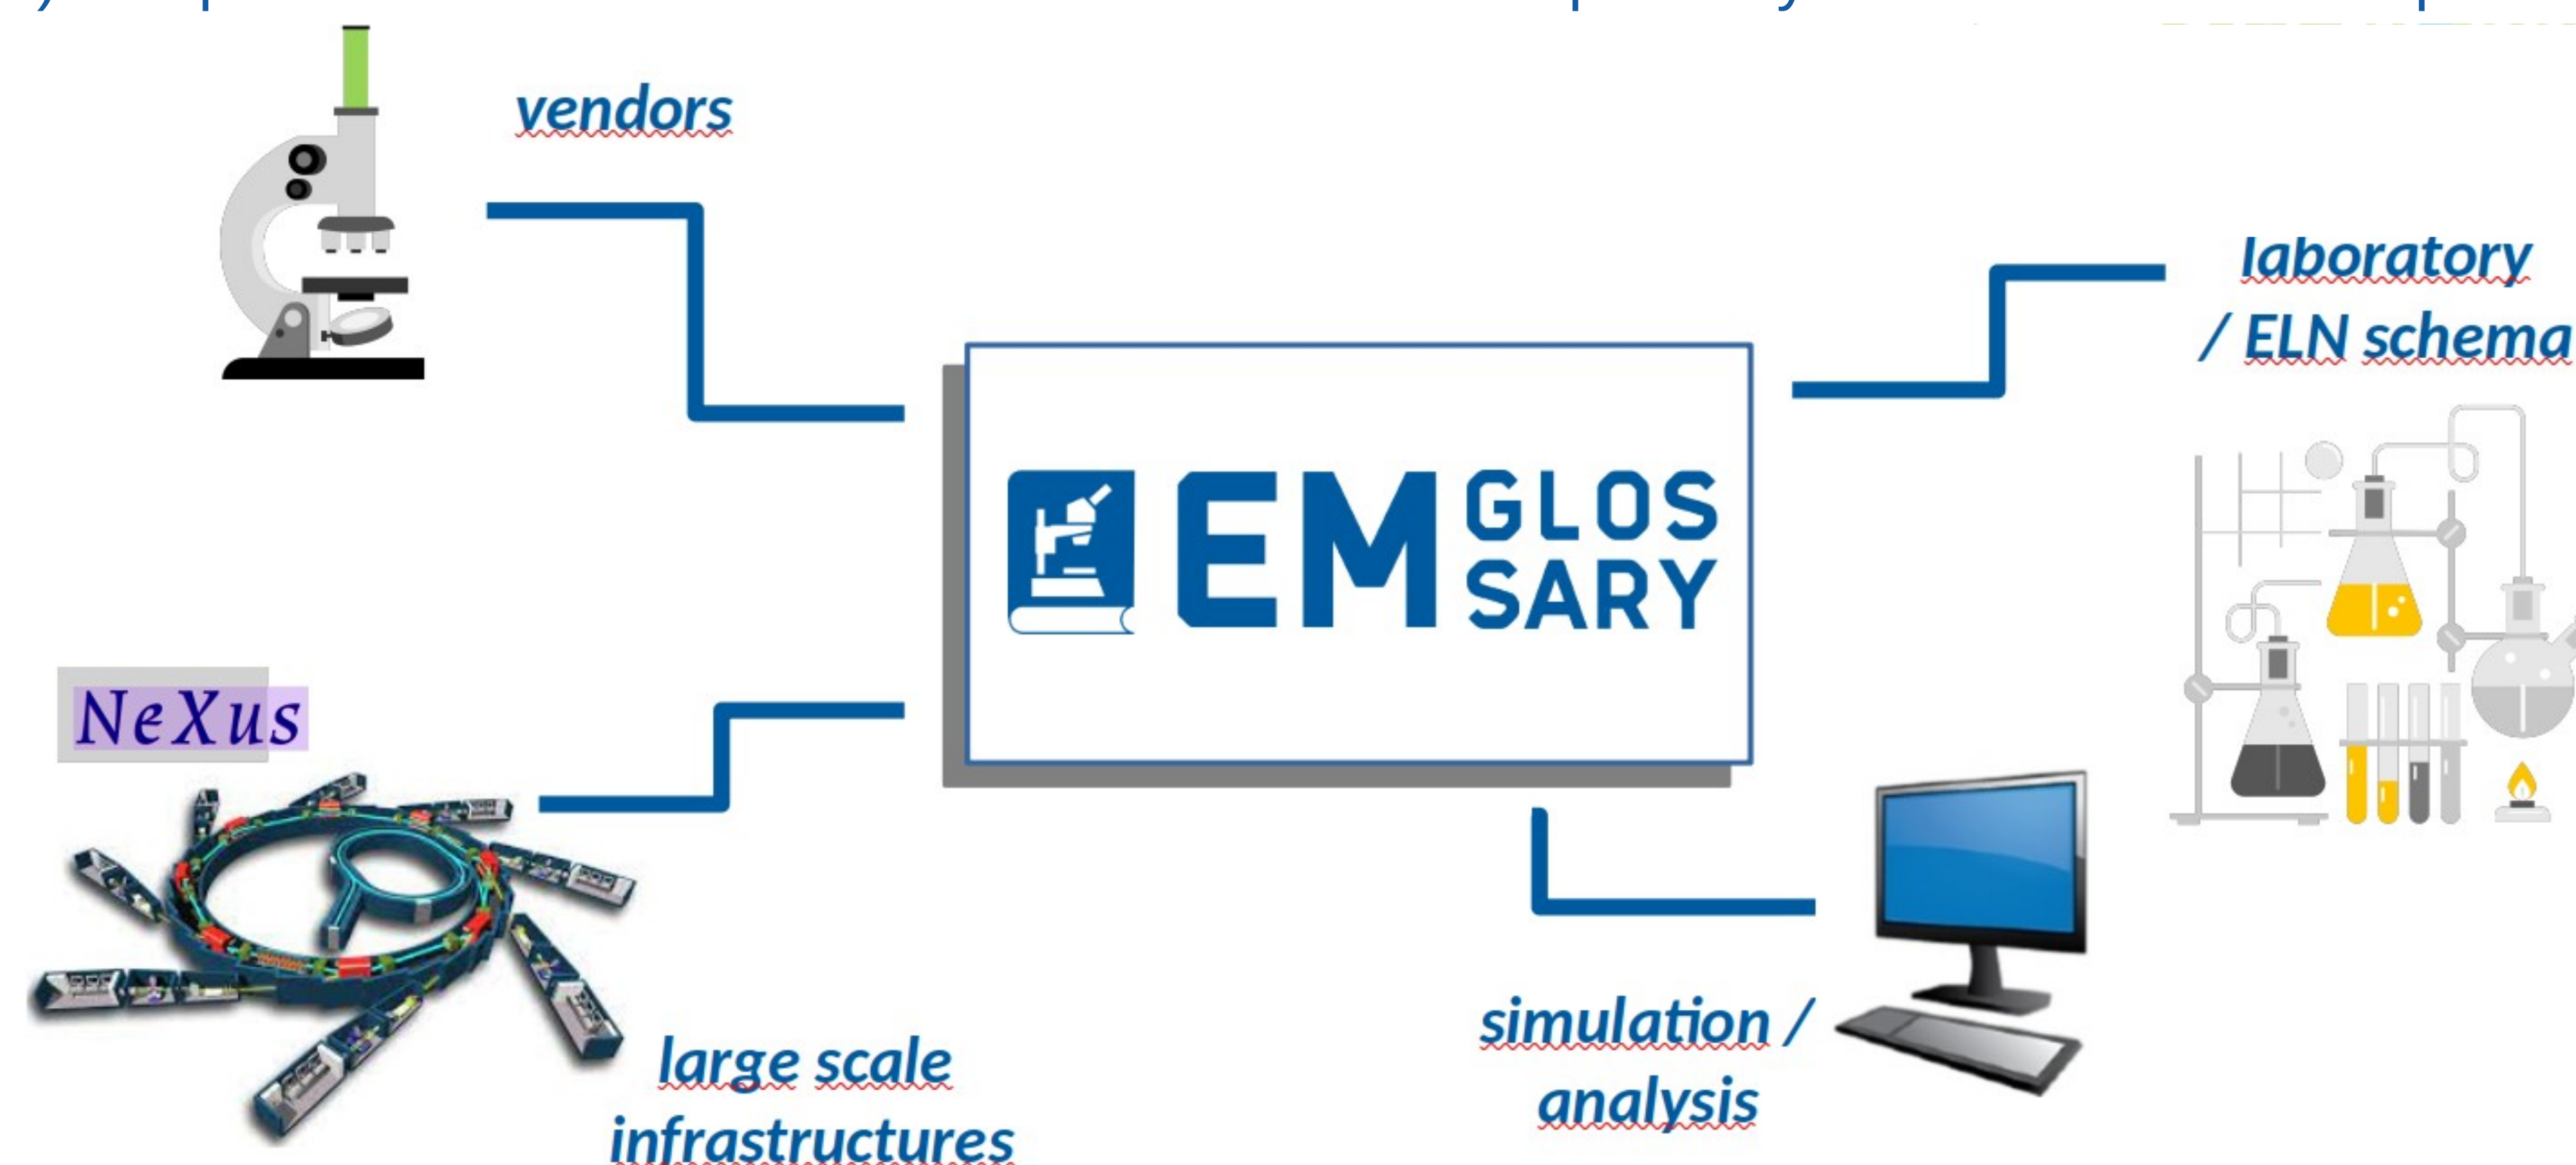 vendors
laboratory
/ ELN schema
EM GLOS
SARY
NeXus
large scale
infrastructures
simulation /
analysis